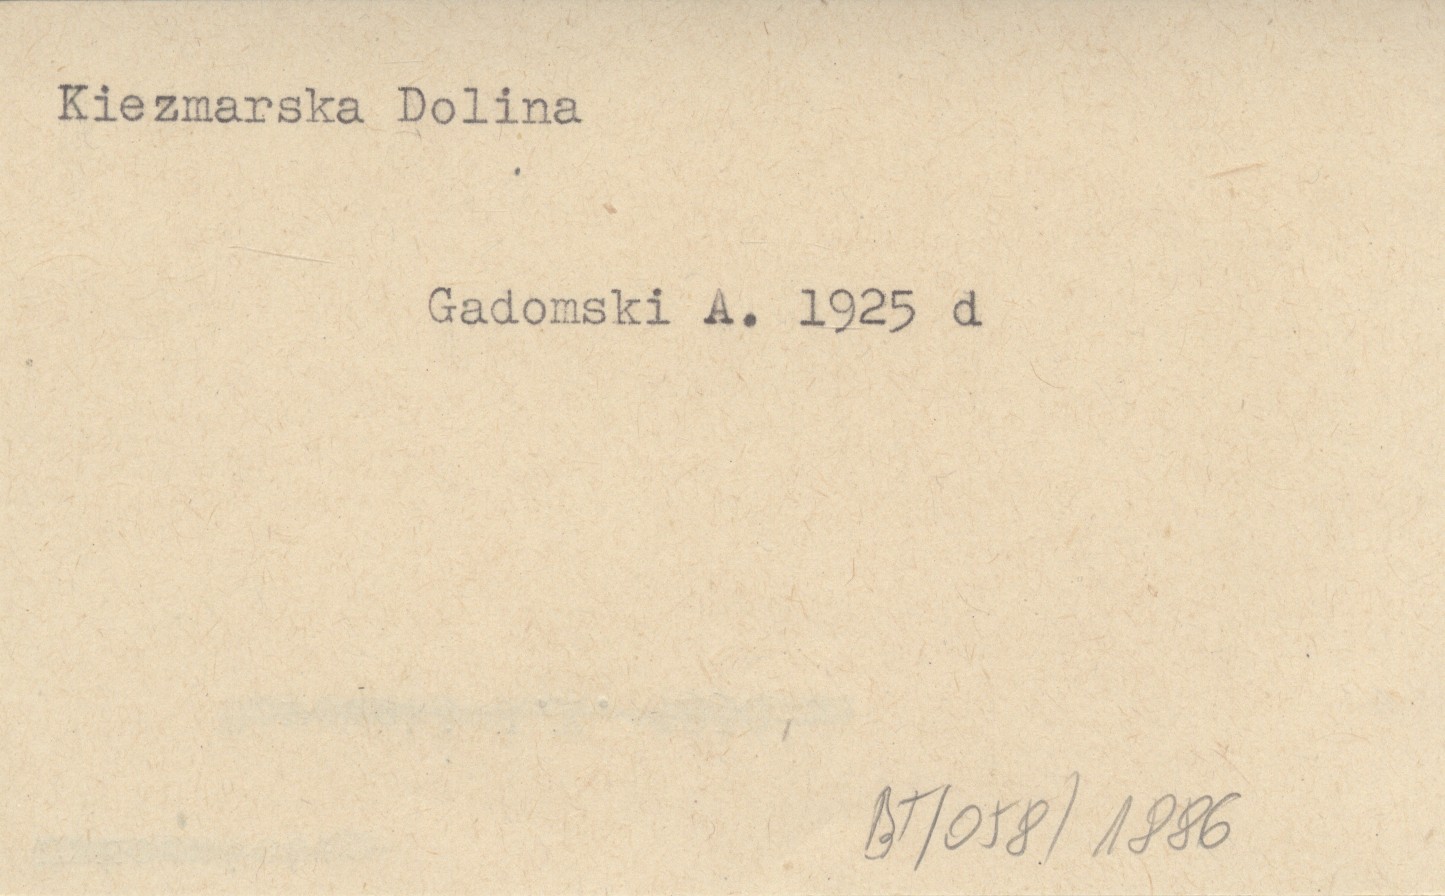 Kiezmarska Dolina
Gadomski A. 1925 d
BT/058/1886